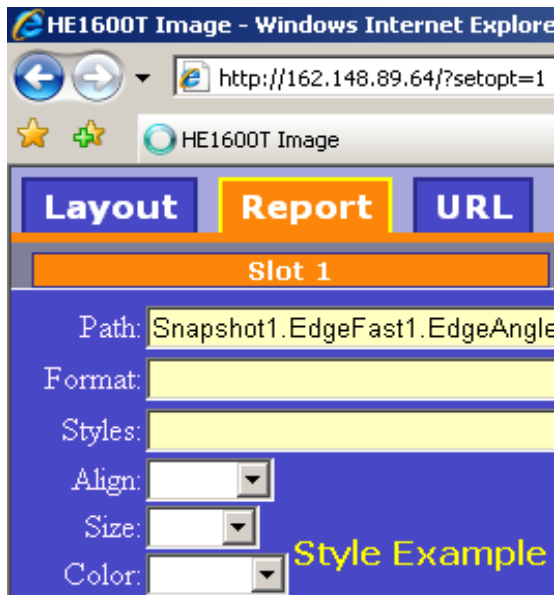 HE1600T Image - Windows Internet Explore
http://162.148.89.64/?setopt=1
HE1600T Image
Layout Report URL
Slot 1
Path: Snapshot1.EdgeFast1.EdgeAngle
Format:
Styles:
Align:
Size:
Style Example
Color: